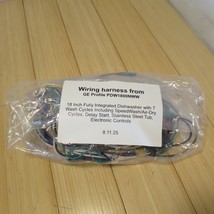 Wiring harness from
GE Profile PDW1800NWW
18 Inch Fully Integrated Dishwasher with 7
Wash Cycles Including SpeedWash/Air-Dry
Cycles, Delay Start, Stainless Steel Tub,
Electronic Controls
8.11.25